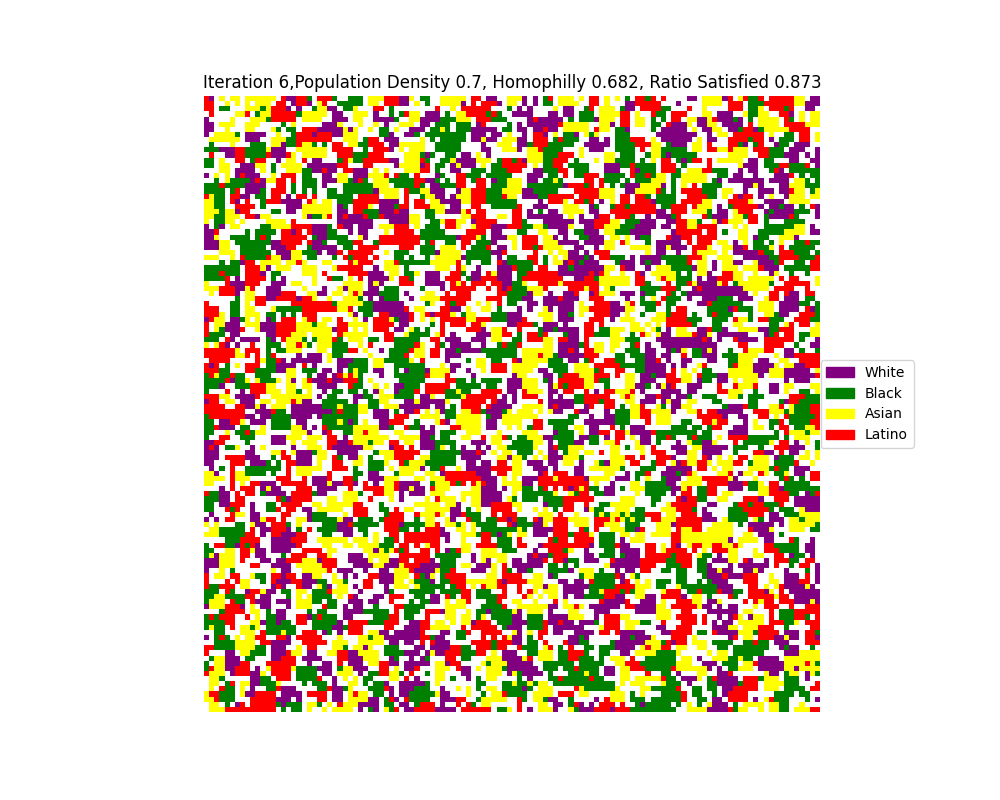 Iteration 6,Population Density 0.7, Homophilly 0.682, Ratio Satisfied 0.873
White
Black
Asian
Latino